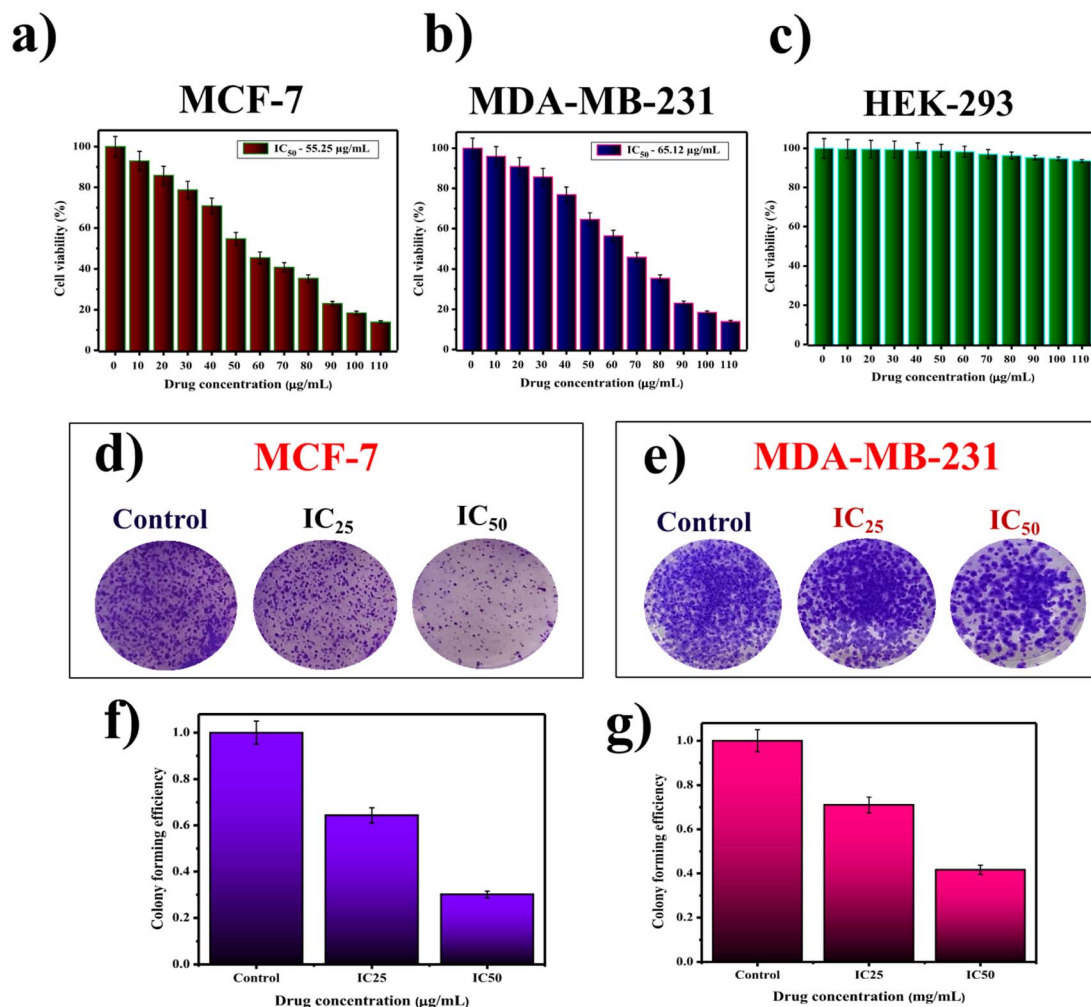 a)
MCF-7
IC50 - 55.25 µg/mL
Cell viability (%)
100
80
60
40
20
0
0 10 20 30 40 50 60 70 80 90 100 110
Drug concentration (µg/mL)
b)
MDA-MB-231
IC50 - 65.12 µg/mL
Cell viability (%)
100
80
60
40
20
0
0 10 20 30 40 50 60 70 80 90 100 110
Drug concentration (µg/mL)
c)
HEK-293
Cell viability (%)
100
80
60
40
20
0
0 10 20 30 40 50 60 70 80 90 100 110
Drug concentration (µg/mL)
d)
MCF-7
Control IC25 IC50
e)
MDA-MB-231
Control IC25 IC50
f)
Colony forming efficiency
1.0
0.8
0.6
0.4
0.2
0.0
Control IC25 IC50
Drug concentration (µg/mL)
g)
Colony forming efficiency
1.0
0.8
0.6
0.4
0.2
0.0
Control IC25 IC50
Drug concentration (mg/mL)